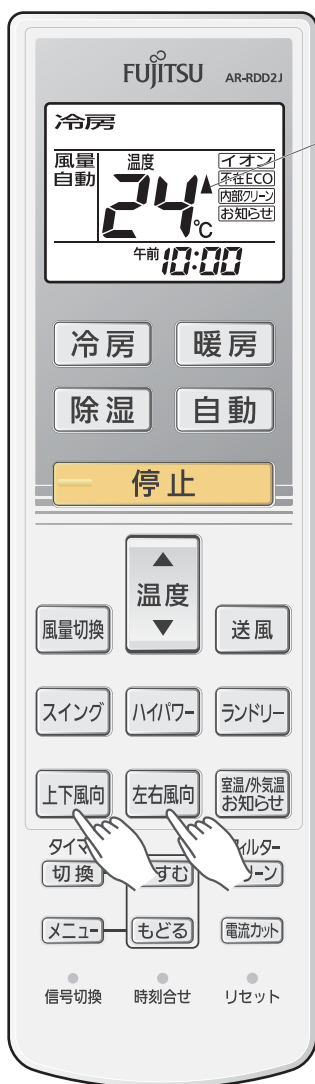 FUJITSU AR-RDD2J
冷房
風量 温度 イオン
自動 24℃ 不在ECO
内部クリーン
お知らせ
午前10:00
冷房 暖房
除湿 自動
停止
▲
温度
▼
風量切換 送風
スイング ハイパワー ランドリー
上下風向 左右風向 室温/外気温
お知らせ
切換
メニュー もどる 電流カット
信号切換 時刻合せ リセット